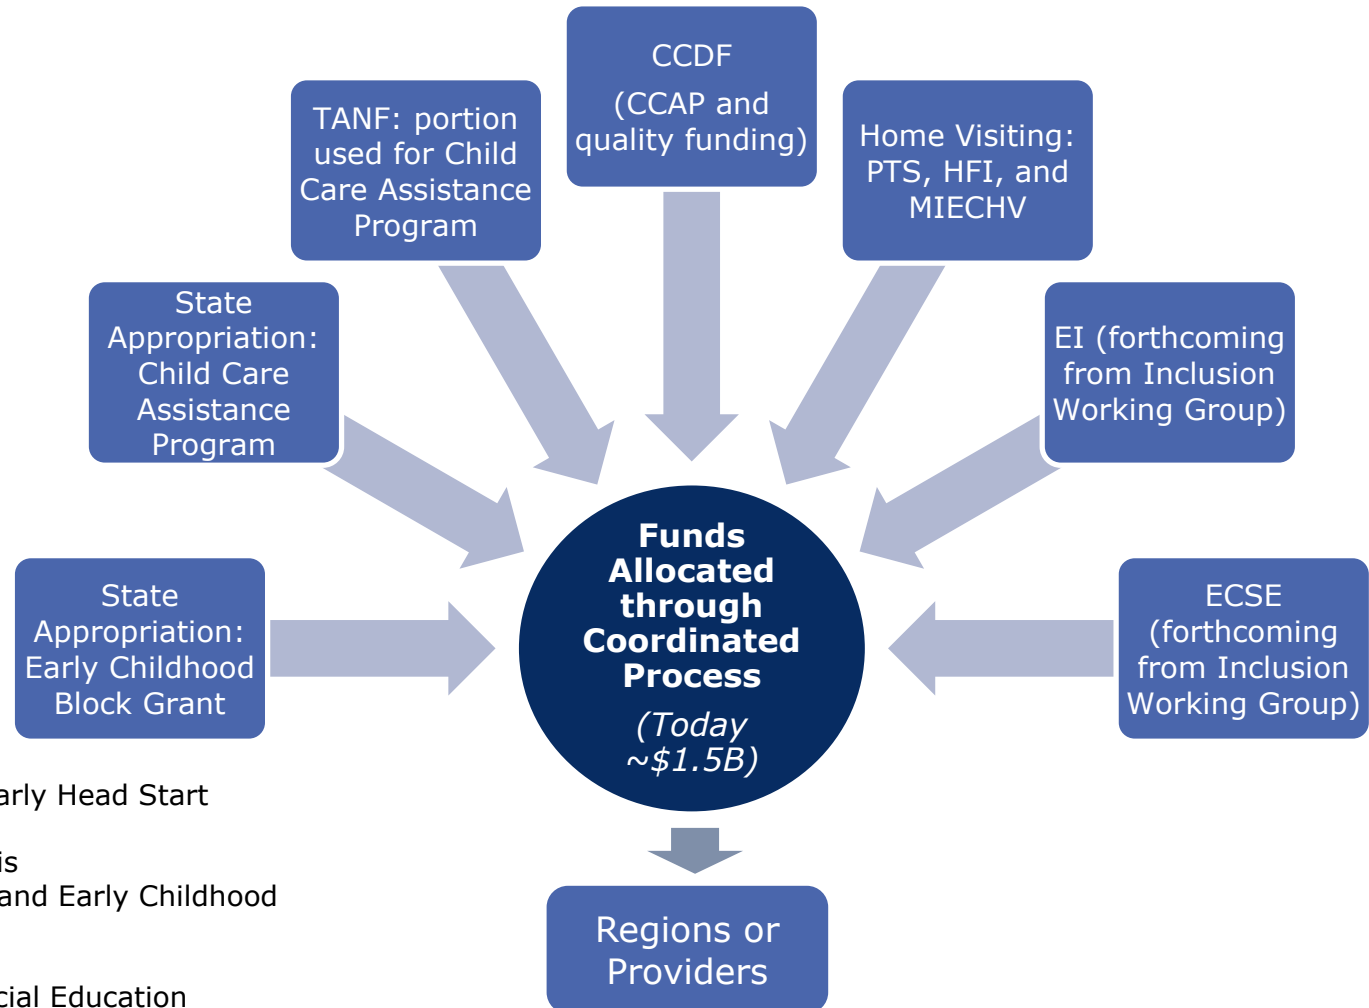 CCDF
(CCAP and
quality funding)
TANF: portion
used for Child
Care Assistance
Program
Home Visiting:
PTS, HFI, and
MIECHV
State
Appropriation:
Child Care
Assistance
Program
EI (forthcoming
from Inclusion
Working Group)
State
Appropriation:
Early Childhood
Block Grant
Funds
Allocated
through
Coordinated
Process
(Today
~$1.5B)
ECSE
(forthcoming
from Inclusion
Working Group)
Early Head Start
and Early Childhood
Education
Regions or
Providers